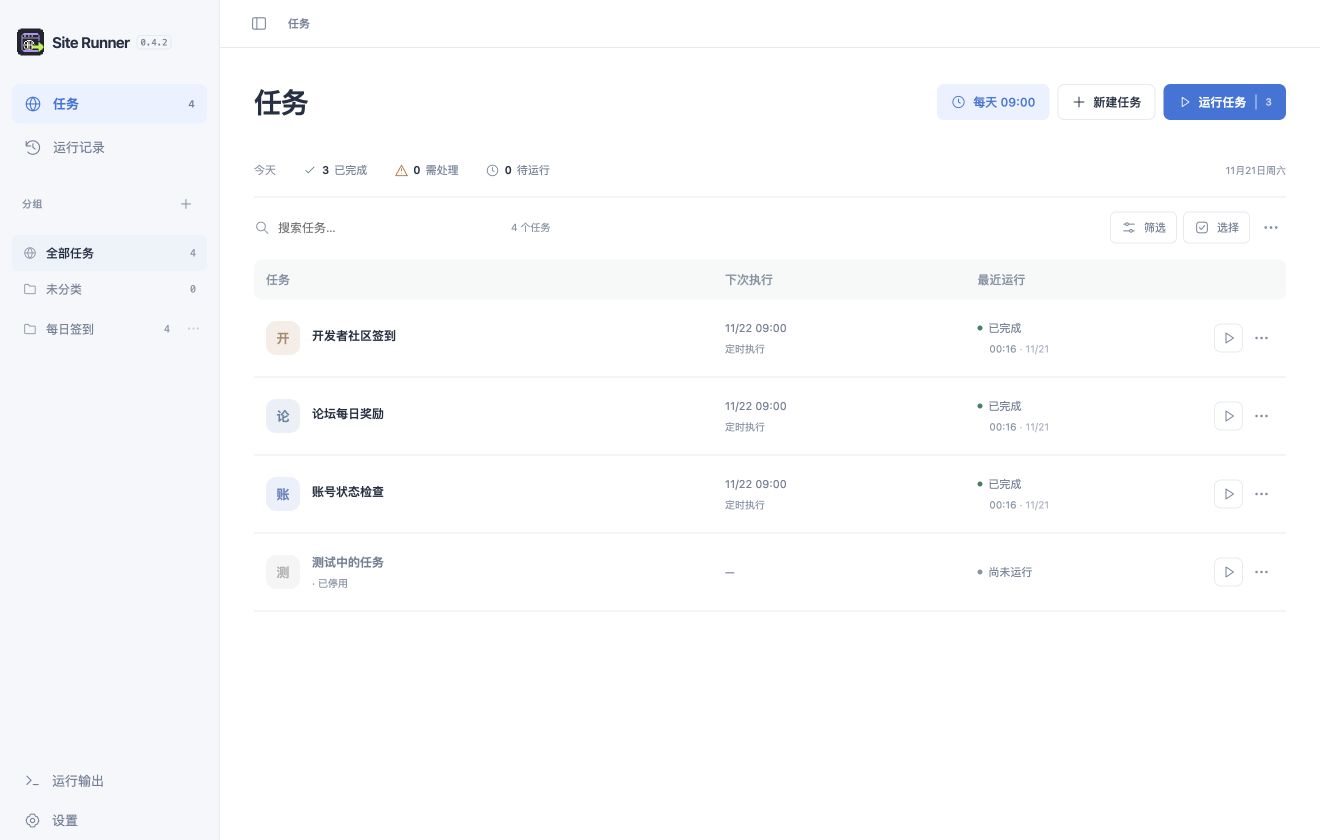 Site Runner 0.4.2
任务 4
运行记录
分组
全部任务 4
未分类 0
每日签到 4
运行输出
设置
任务
任务
每天 09:00
新建任务
运行任务 3
今天 3 已完成 0 需处理 0 待运行
11月21日周六
搜索任务...
4 个任务
筛选
选择
任务 下次执行 最近运行
开 开发者社区签到
11/22 09:00
定时执行
已完成
00:16 · 11/21
论 论坛每日奖励
11/22 09:00
定时执行
已完成
00:16 · 11/21
账 账号状态检查
11/22 09:00
定时执行
已完成
00:16 · 11/21
测 测试中的任务
· 已停用
—
尚未运行